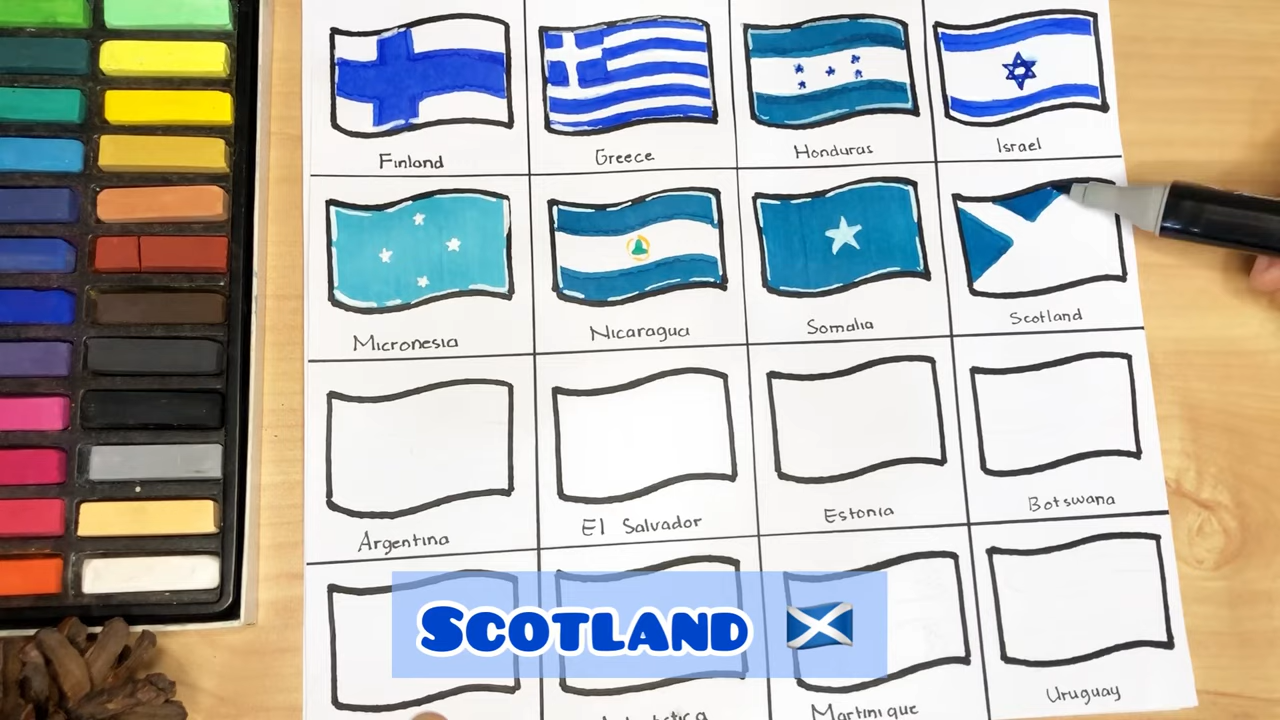 Finland
Greece
Honduras
Israel
Micronesia
Nicaragua
Somalia
Scotland
Argentina
El Salvador
Estonia
Botswana
SCOTLAND
Martinique
Uruguay